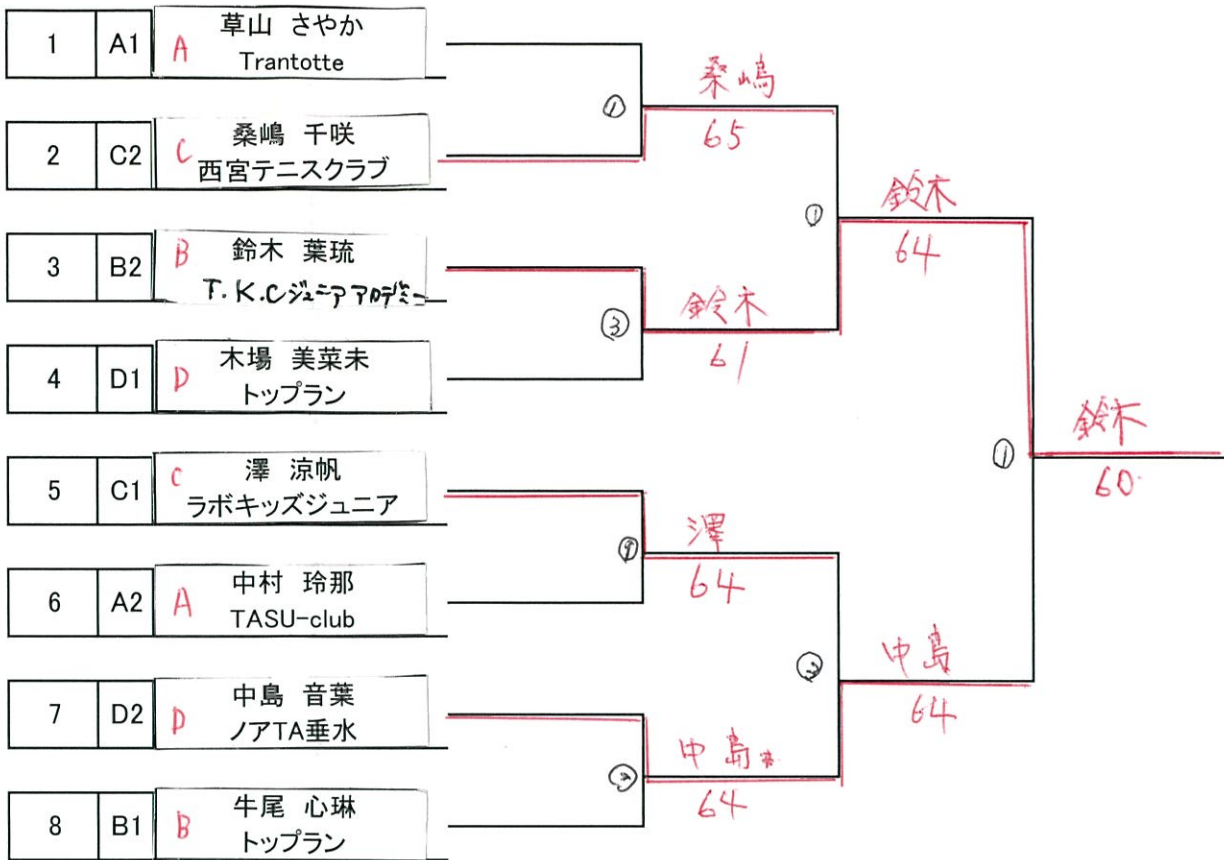 1 A1 A 草山 さやか
Trantotte
2 C2 C 桑嶋 千咲
西宮テニスクラブ
3 B2 B 鈴木 葉琉
T.K.Cジュニアアカデミー
4 D1 D 木場 美菜未
トップラン
5 C1 C 澤 涼帆
ラボキッズジュニア
6 A2 A 中村 玲那
TASU-club
7 D2 D 中島 音葉
ノアTA垂水
8 B1 B 牛尾 心琳
トップラン
①
桑嶋
65
③
鈴木
61
澤
64
中島
64
鈴木
64
中島
64
①
鈴木
60